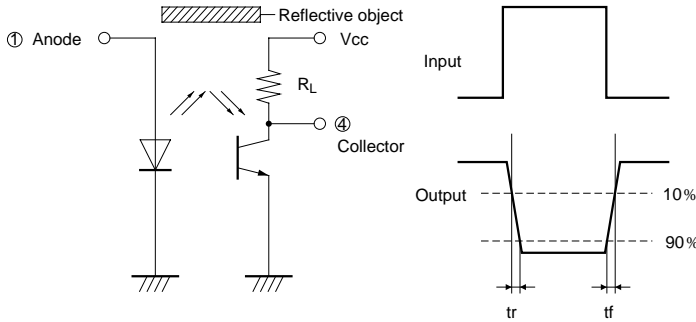 Reflective object
① Anode
Vcc
RL
④
Collector
Input
Output
10%
90%
tr
tf